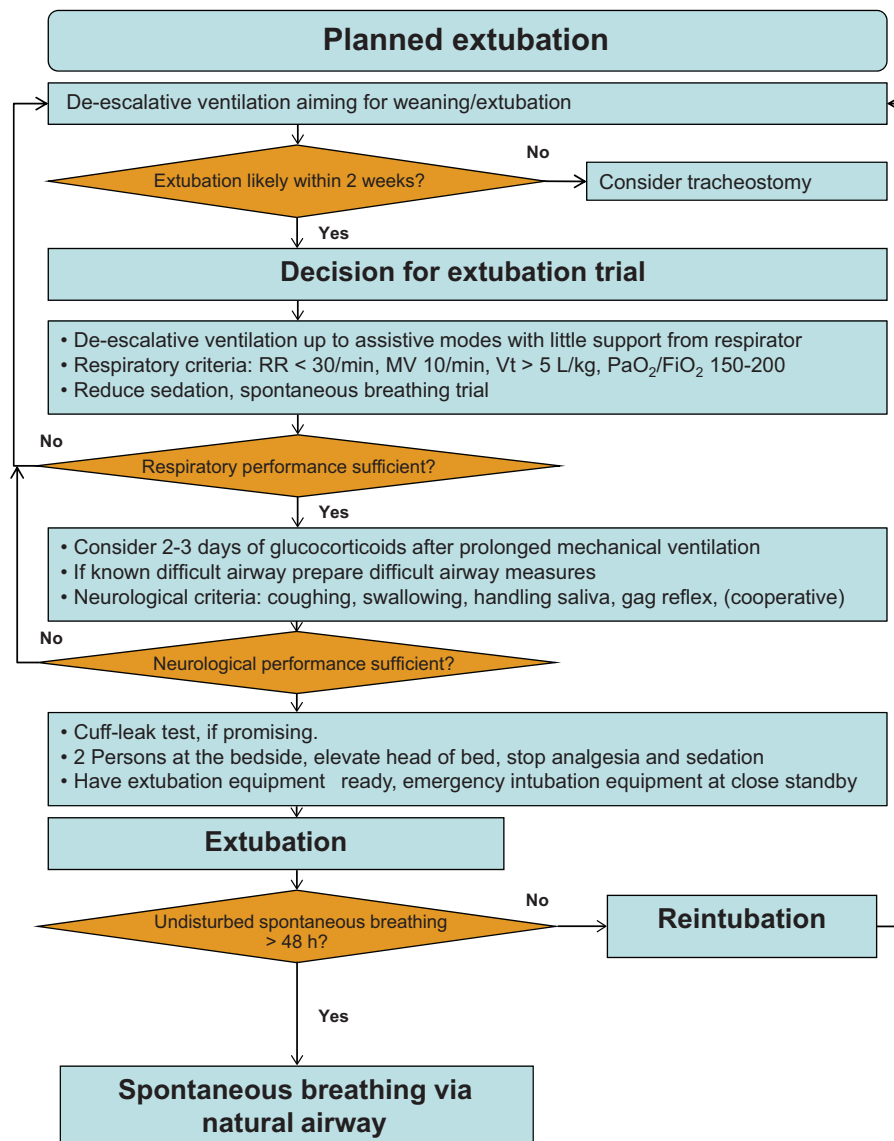 Planned extubation
De-escalative ventilation aiming for weaning/extubation
No
Extubation likely within 2 weeks?
Consider tracheostomy
Yes
Decision for extubation trial
• De-escalative ventilation up to assistive modes with little support from respirator
• Respiratory criteria: RR < 30/min, MV 10/min, Vt > 5 L/kg, PaO₂/FiO₂ 150-200
• Reduce sedation, spontaneous breathing trial
No
Respiratory performance sufficient?
Yes
• Consider 2-3 days of glucocorticoids after prolonged mechanical ventilation
• If known difficult airway prepare difficult airway measures
• Neurological criteria: coughing, swallowing, handling saliva, gag reflex, (cooperative)
No
Neurological performance sufficient?
• Cuff-leak test, if promising.
• 2 Persons at the bedside, elevate head of bed, stop analgesia and sedation
• Have extubation equipment ready, emergency intubation equipment at close standby
Extubation
No
Undisturbed spontaneous breathing
> 48 h?
Reintubation
Yes
Spontaneous breathing via
natural airway